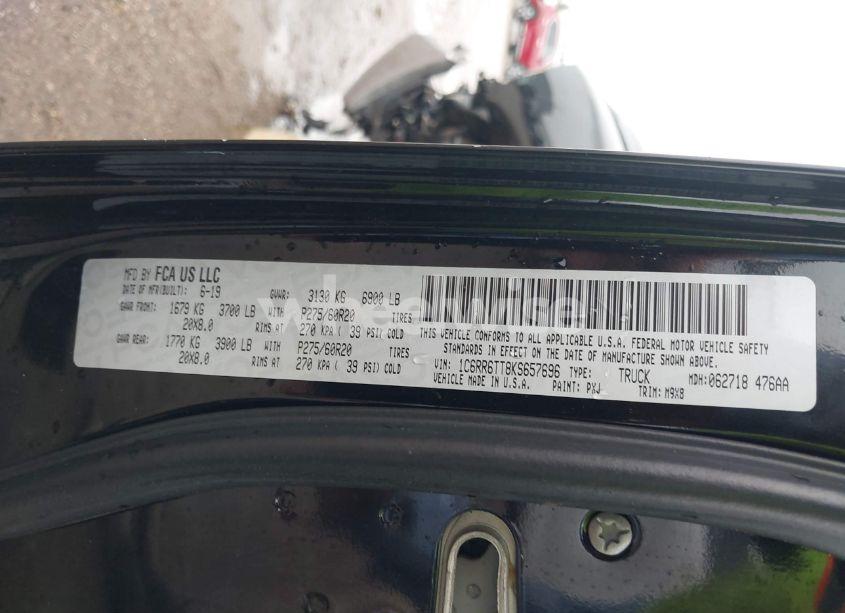 MFD BY FCA US LLC
DATE OF MFR(BUILT): 6-19 GVWR: 3130 KG 6900 LB
GAWR FRONT: 1679 KG 3700 LB WITH P275/60R20 TIRES
20X8.0 RIMS AT 270 KPA ( 39 PSI) COLD
GAWR REAR: 1770 KG 3900 LB WITH P275/60R20 TIRES
20X8.0 RIMS AT 270 KPA ( 39 PSI) COLD
THIS VEHICLE CONFORMS TO ALL APPLICABLE U.S.A. FEDERAL MOTOR VEHICLE SAFETY
STANDARDS IN EFFECT ON THE DATE OF MANUFACTURE SHOWN ABOVE.
VIN: 1C6RR6TT8KS657696 TYPE: TRUCK MDH: 062718 476AA
VEHICLE MADE IN U.S.A. PAINT: PXJ TRIM: M9X8